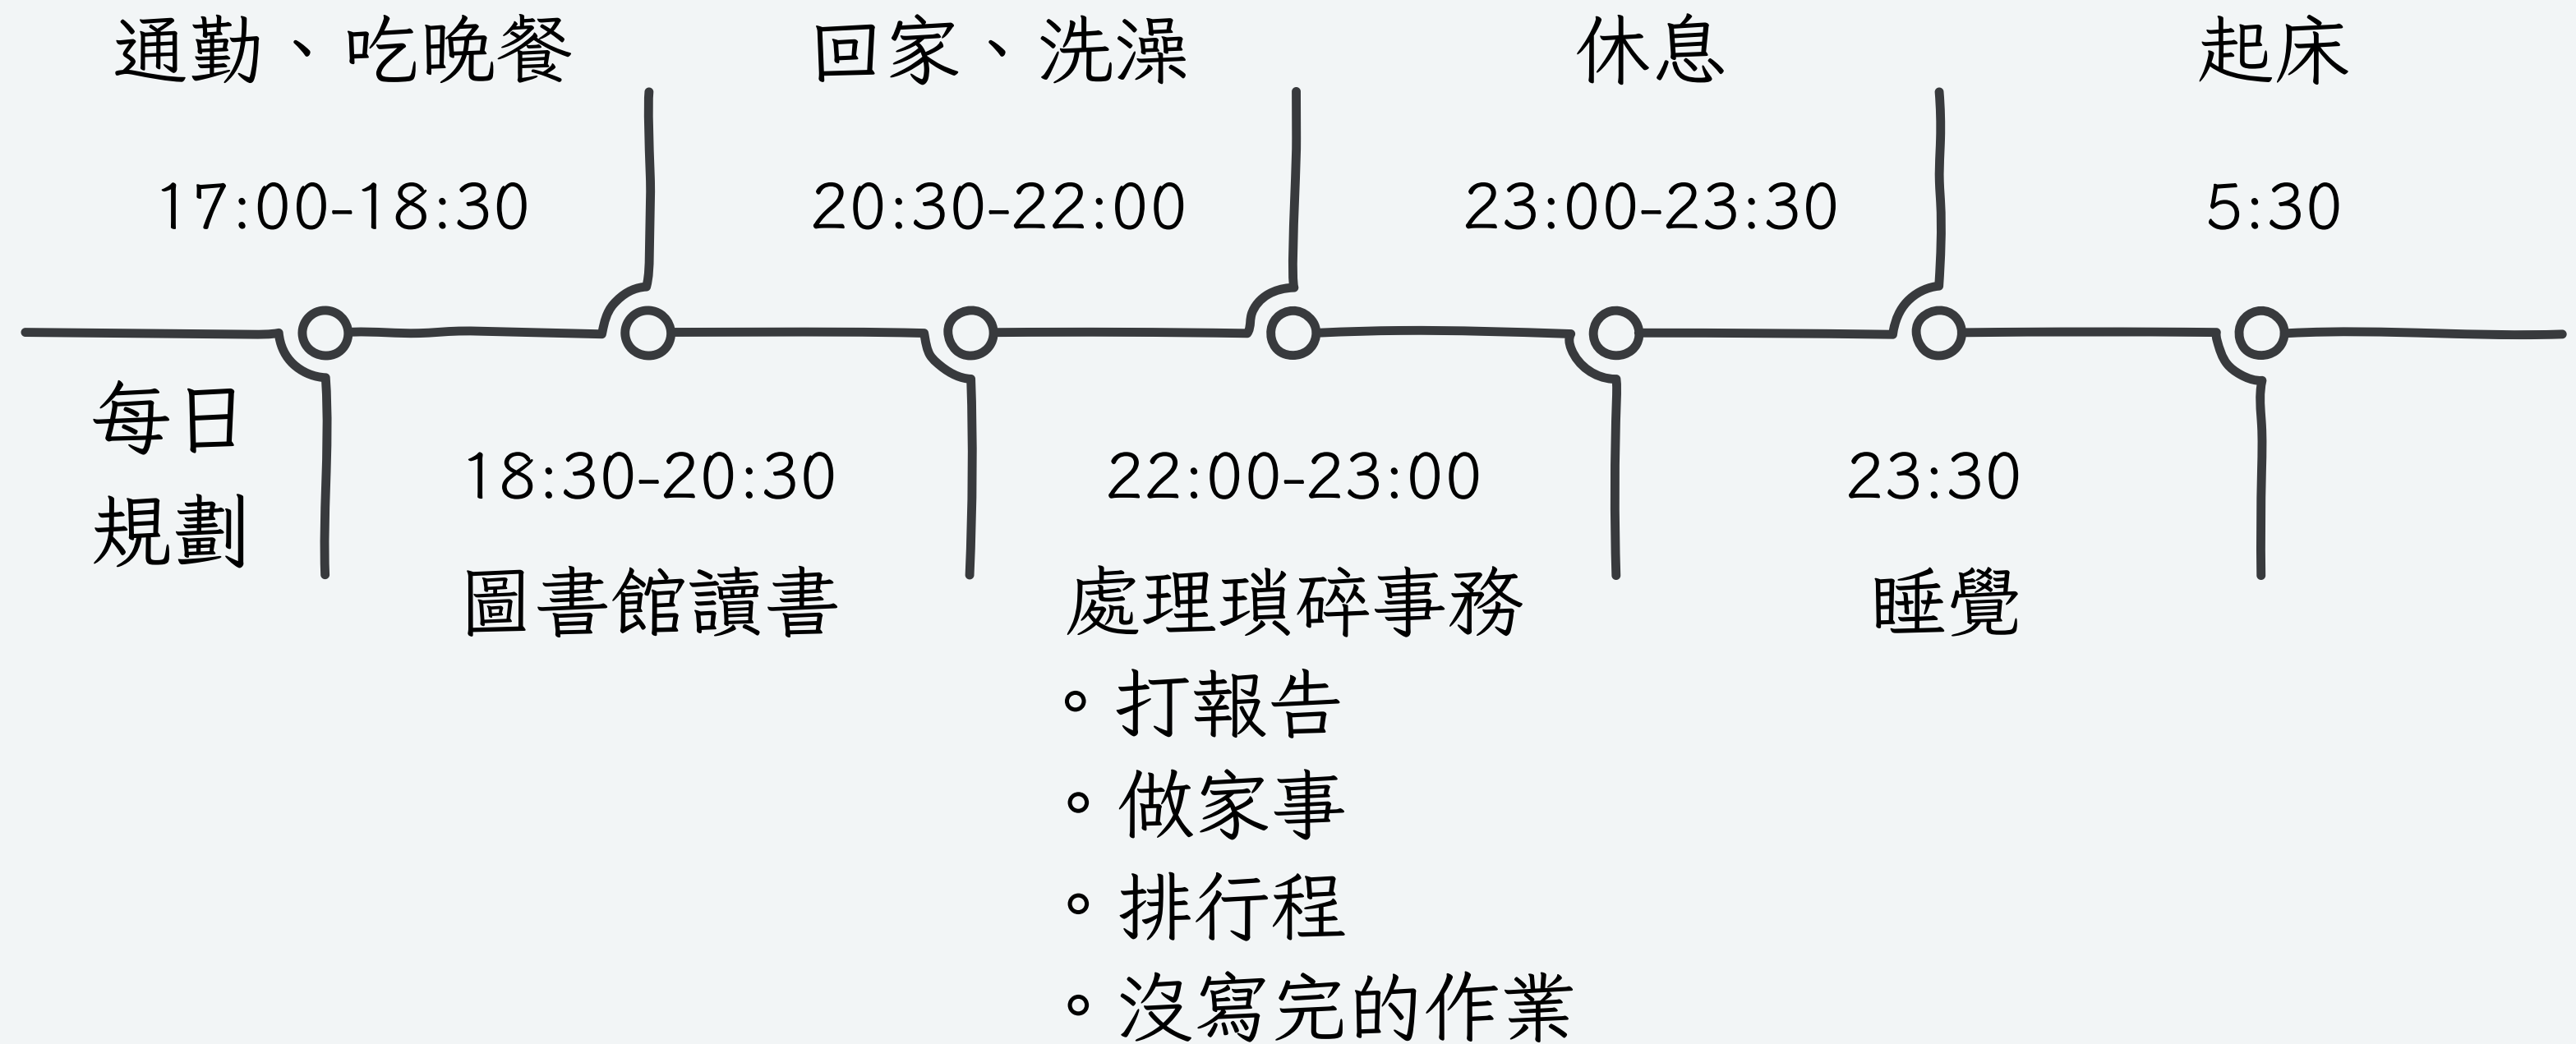 通勤、吃晚餐
17:00-18:30
回家、洗澡
20:30-22:00
休息
23:00-23:30
起床
5:30
每日
規劃
18:30-20:30
圖書館讀書
22:00-23:00
處理瑣碎事務
打報告
做家事
排行程
沒寫完的作業
23:30
睡覺